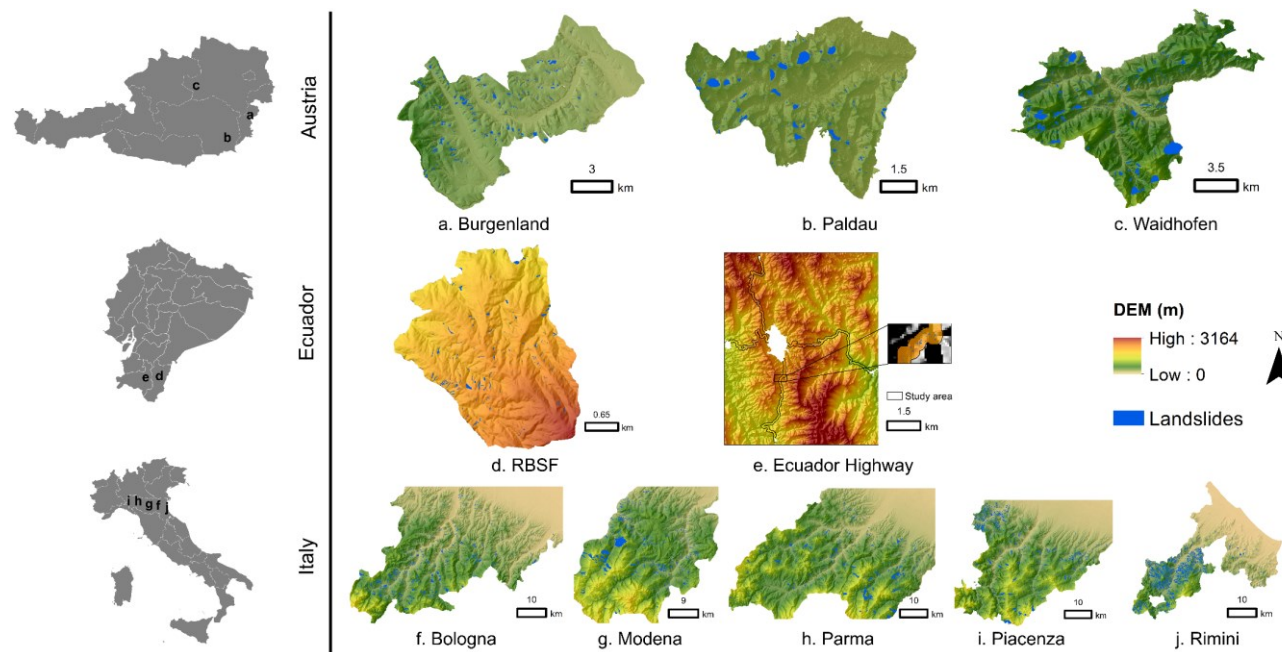 Austria
c
a
b
3
km
a. Burgenland
1.5
km
b. Paldau
3.5
km
c. Waidhofen
Ecuador
e d
0.65
km
d. RBSF
Study area
1.5
km
e. Ecuador Highway
DEM (m)
High : 3164
Low : 0
Landslides
N
Italy
i h g f
j
10
km
f. Bologna
9
km
g. Modena
10
km
h. Parma
10
km
i. Piacenza
10
km
j. Rimini